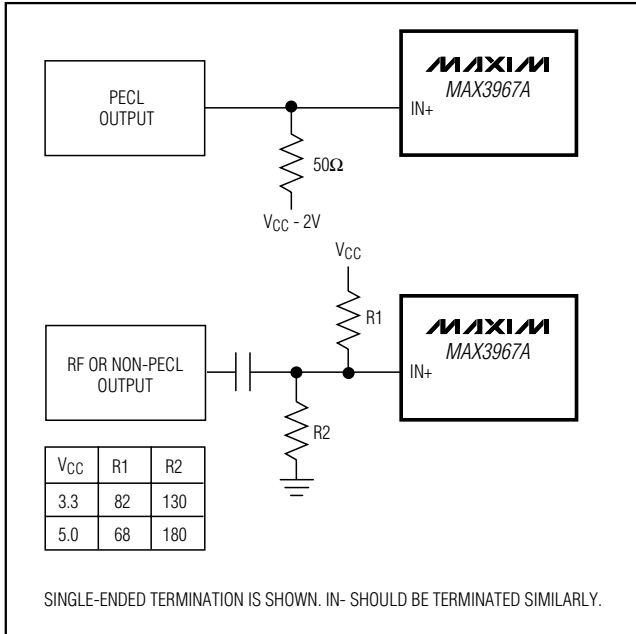 PECL
OUTPUT
MAXIM
MAX3967A
IN+
50Ω
VCC - 2V
VCC
R1
MAXIM
MAX3967A
RF OR NON-PECL
OUTPUT
IN+
R2
VCC R1 R2
3.3 82 130
5.0 68 180
SINGLE-ENDED TERMINATION IS SHOWN. IN- SHOULD BE TERMINATED SIMILARLY.